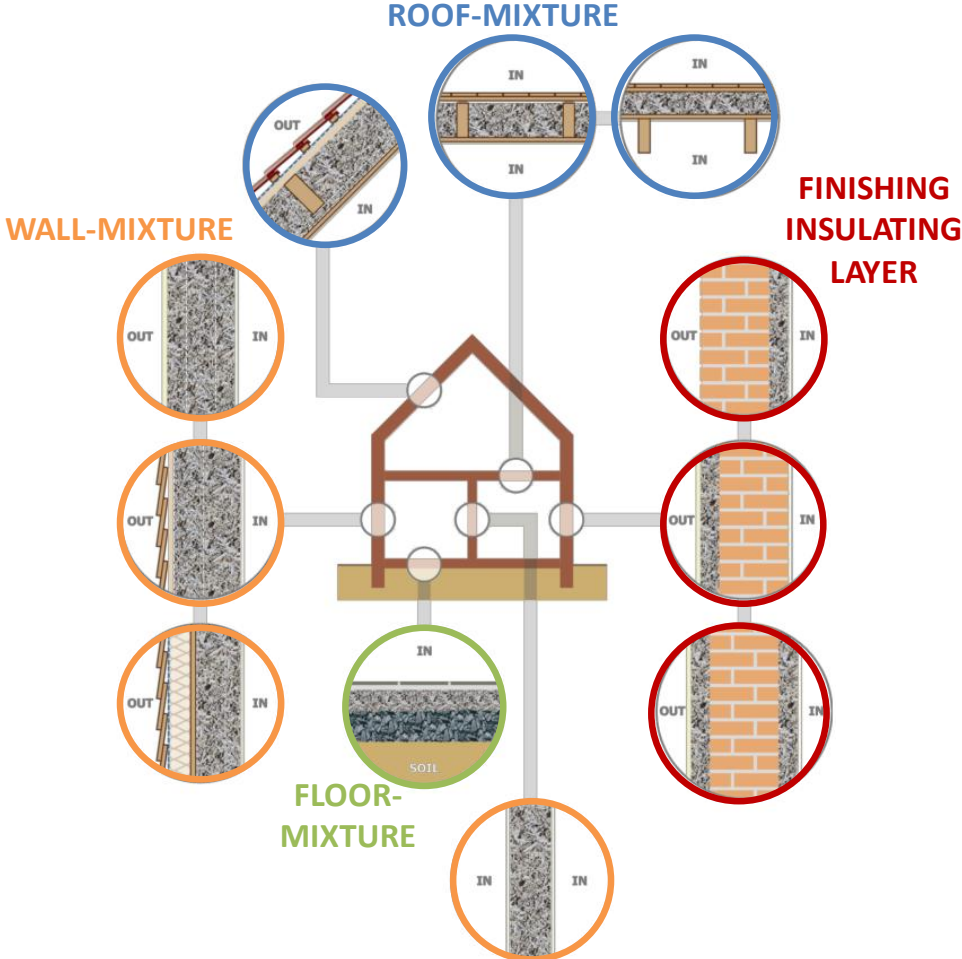 ROOF-MIXTURE
IN
IN
OUT
IN
IN
IN
FINISHING
INSULATING
LAYER
WALL-MIXTURE
OUT
IN
OUT
IN
OUT
IN
OUT
IN
OUT
IN
OUT
IN
IN
SOIL
FLOOR-
MIXTURE
IN
IN